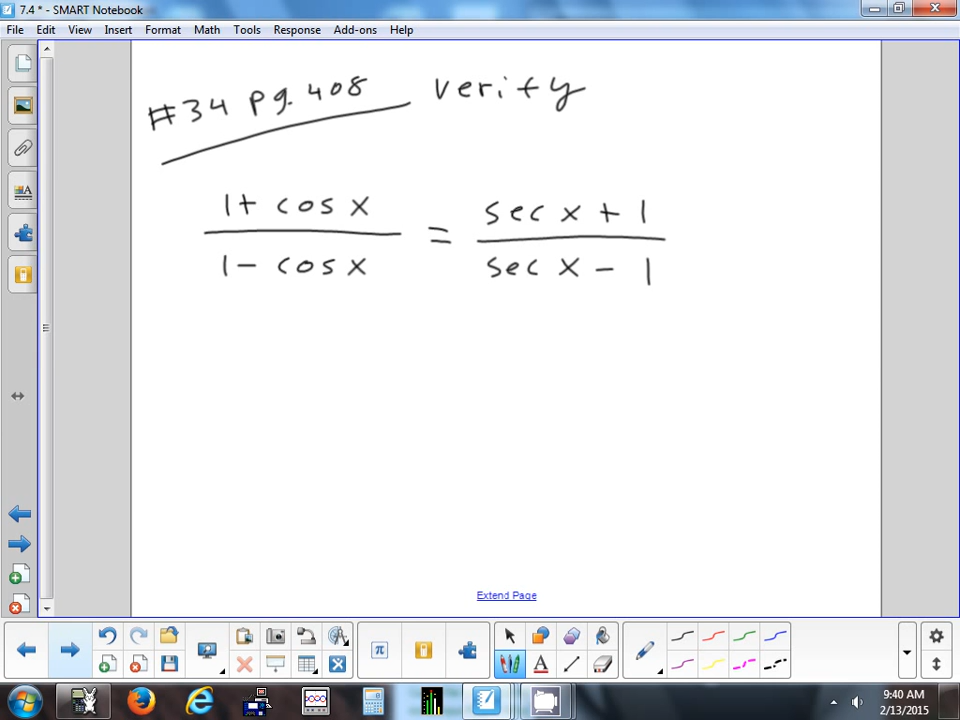 7.4 * - SMART Notebook
File Edit View Insert Format Math Tools Response Add-ons Help
#34 pg. 408 verify
1+ cos x
1- cos x
=
sec x + 1
sec x - 1
Extend Page
9:40 AM
2/13/2015